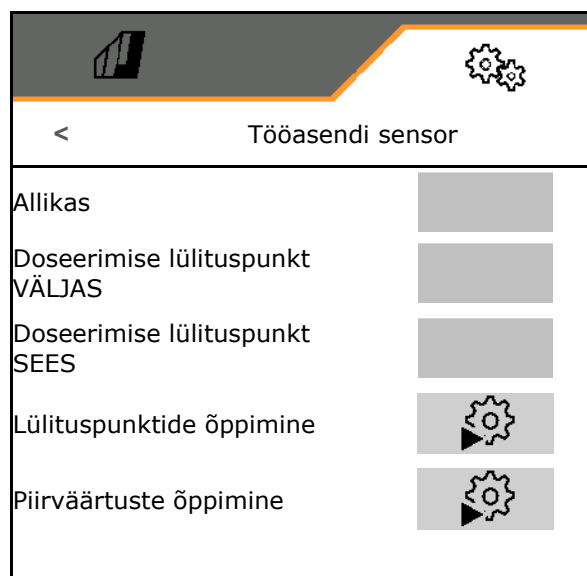 < Tööasendi sensor
Allikas
Doseerimise lülituspunkt
VÄLJAS
Doseerimise lülituspunkt
SEES
Lülituspunktide õppimine
Piirväärtuste õppimine